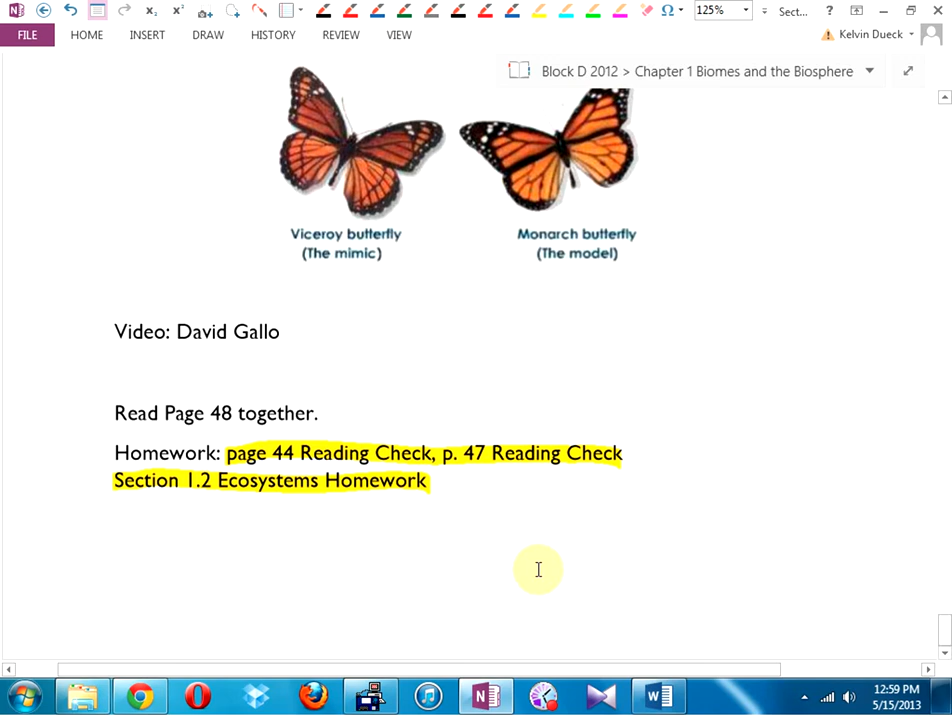 125%
Sect...
?
FILE
HOME
INSERT
DRAW
HISTORY
REVIEW
VIEW
Kelvin Dueck
Block D 2012 > Chapter 1 Biomes and the Biosphere
Viceroy butterfly
(The mimic)
Monarch butterfly
(The model)
Video: David Gallo
Read Page 48 together.
Homework: page 44 Reading Check, p. 47 Reading Check
Section 1.2 Ecosystems Homework
12:59 PM
5/15/2013